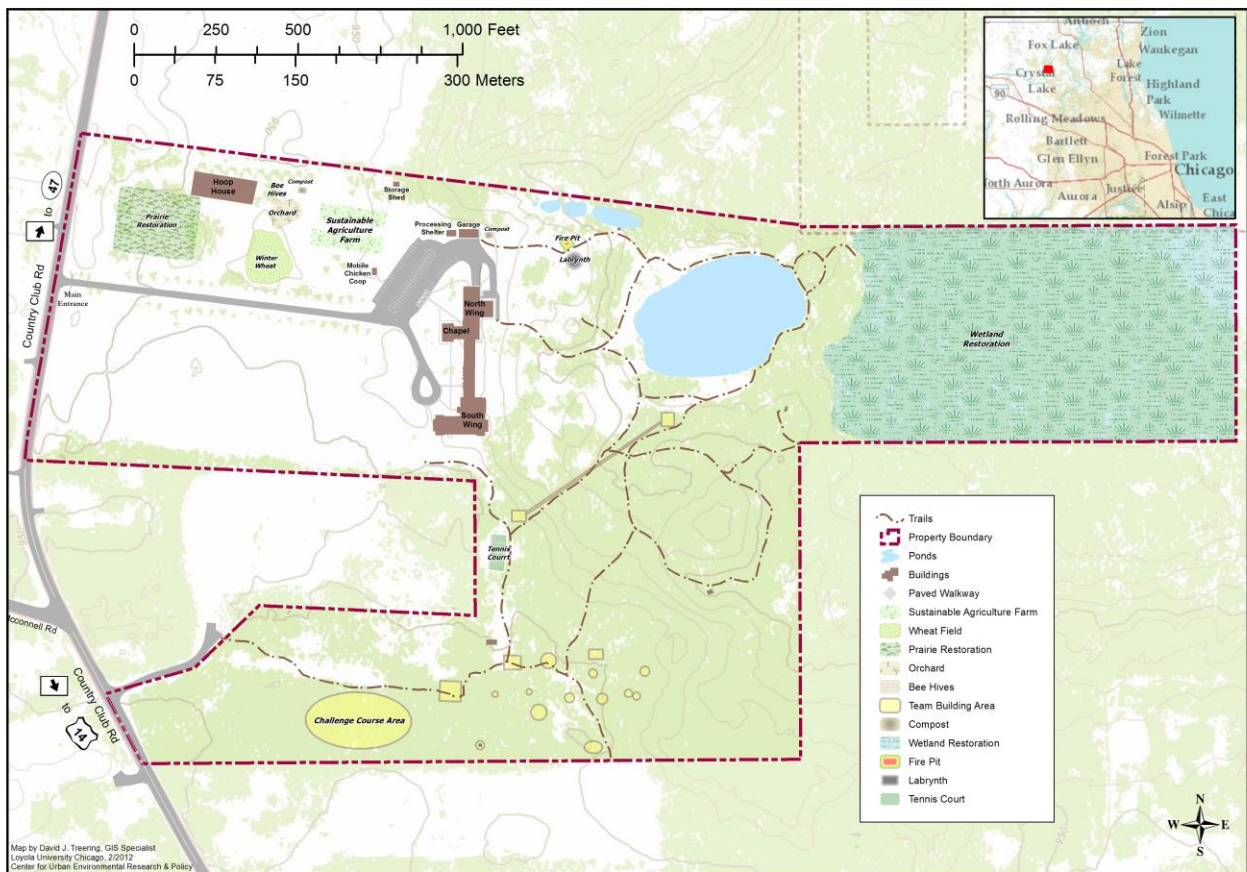 0 250 500 1,000 Feet
0 75 150 300 Meters
950
950
Antioch
Zion
Fox Lake
Waukegan
Lake
Forest
Crystal
Lake
Highland
Park
90
Wilmette
Rolling Meadows
Bartlett
Glen Ellyn
Forest Park
Chicago
North Aurora
Justice
Aurora
Alsip
East
Chica
47
to
Country Club Rd
Main
Entrance
Prairie
Restoration
Hoop
House
Bee
Hives
Compost
Orchard
Winter
Wheat
Sustainable
Agriculture
Farm
Storage
Shed
Mobile
Chicken
Coop
Processing
Shelter
Garage
Compost
Fire Pit
Labrynth
North
Wing
Chapel
South
Wing
Wetland
Restoration
Tennis
Courrt
950
Mcconnell Rd
Country Club Rd
to
14
Challenge Course Area
Trails
Property Boundary
Ponds
Buildings
Paved Walkway
Sustainable Agriculture Farm
Wheat Field
Prairie Restoration
Orchard
Bee Hives
Team Building Area
Compost
Wetland Restoration
Fire Pit
Labrynth
Tennis Court
950
N
W E
S
Map by David J. Treering, GIS Specialist
Loyola University Chicago, 2/2012
Center for Urban Environmental Research & Policy